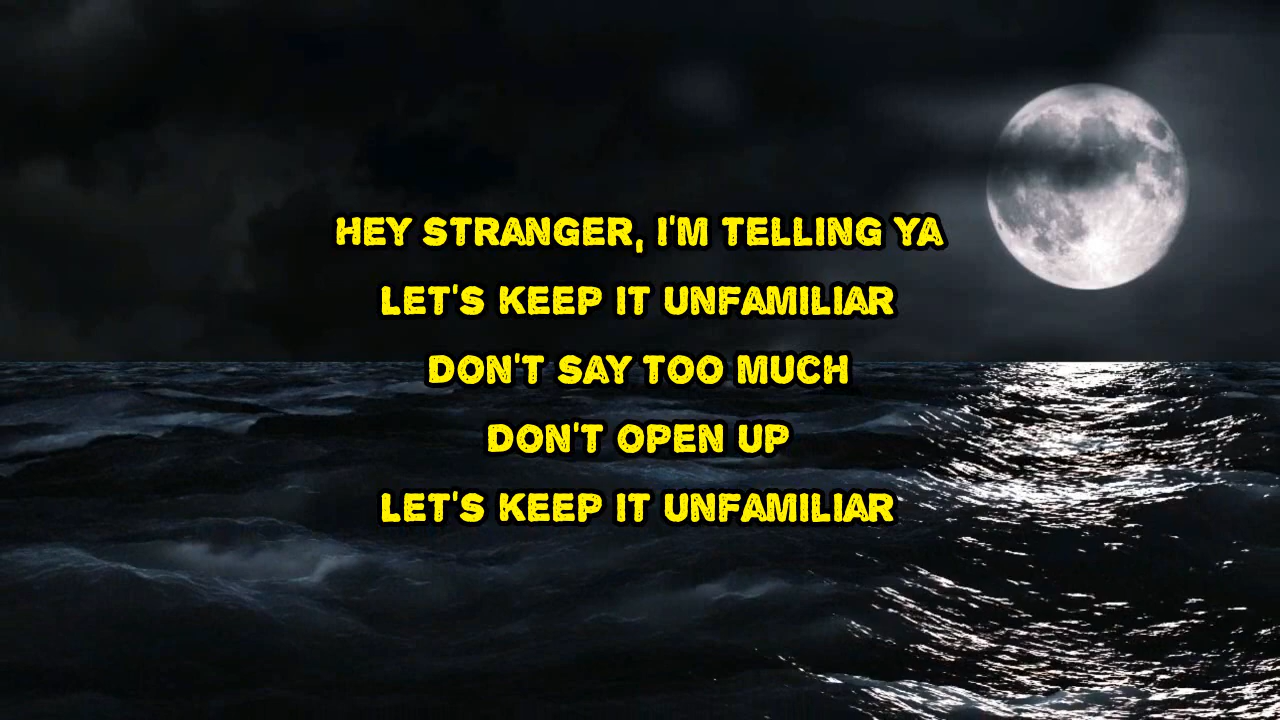 HEY STRANGER, I'M TELLING YA
LET'S KEEP IT UNFAMILIAR
DON'T SAY TOO MUCH
DON'T OPEN UP
LET'S KEEP IT UNFAMILIAR